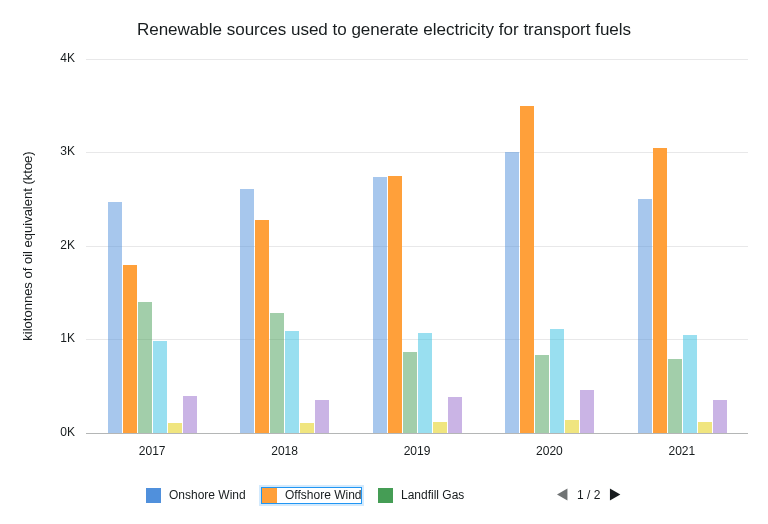 Renewable sources used to generate electricity for transport fuels
4K
3K
2K
1K
0K
kilotonnes of oil equivalent (ktoe)
2017 2018 2019 2020 2021
Onshore Wind Offshore Wind Landfill Gas 1 / 2